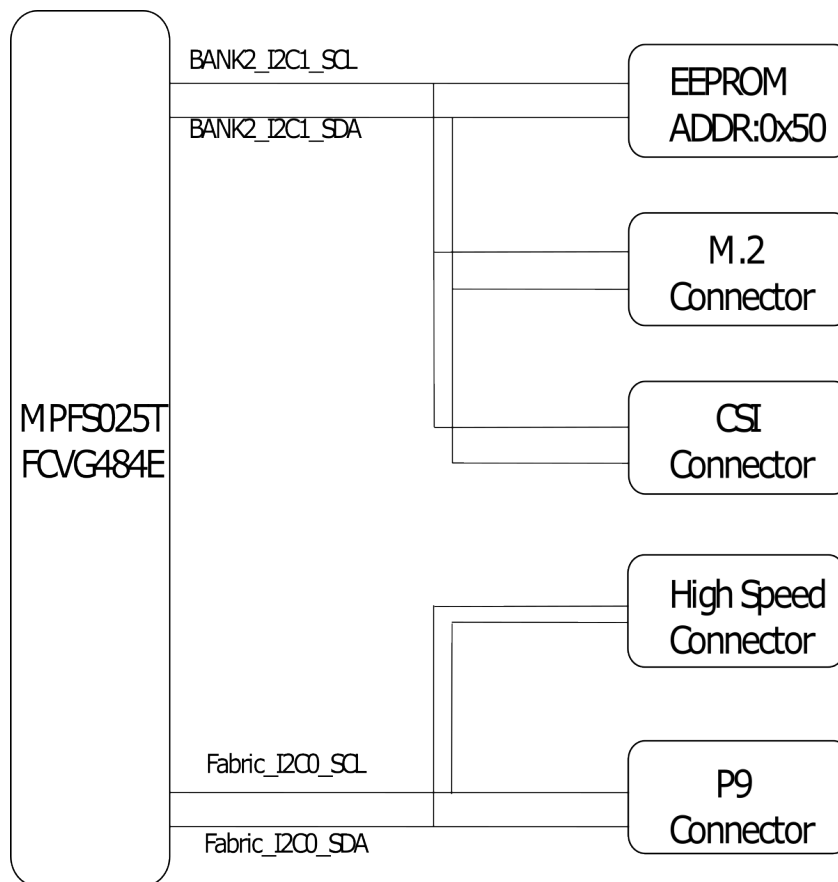 BANK2_I2C1_SCL
BANK2_I2C1_SDA
EEPROM
ADDR:0x50
M.2
Connector
MPFS025T
FCVG484E
CSI
Connector
High Speed
Connector
Fabric_I2C0_SCL
Fabric_I2C0_SDA
P9
Connector